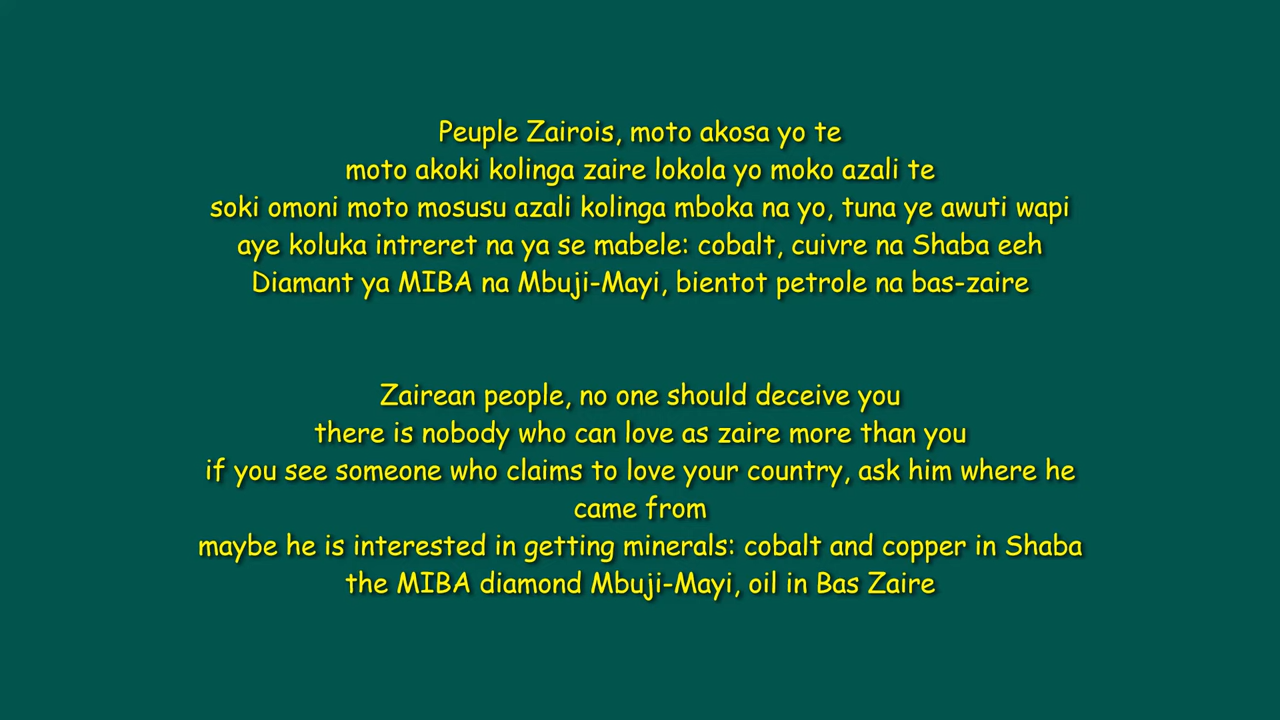 Peuple Zairois, moto akosa yo te
moto akoki kolinga zaire lokola yo moko azali te
soki omoni moto mosusu azali kolinga mboka na yo, tuna ye awuti wapi
aye koluka intreret na ya se mabele: cobalt, cuivre na Shaba eeh
Diamant ya MIBA na Mbuji-Mayi, bientot petrole na bas-zaire
Zairean people, no one should deceive you
there is nobody who can love as zaire more than you
if you see someone who claims to love your country, ask him where he
came from
maybe he is interested in getting minerals: cobalt and copper in Shaba
the MIBA diamond Mbuji-Mayi, oil in Bas Zaire